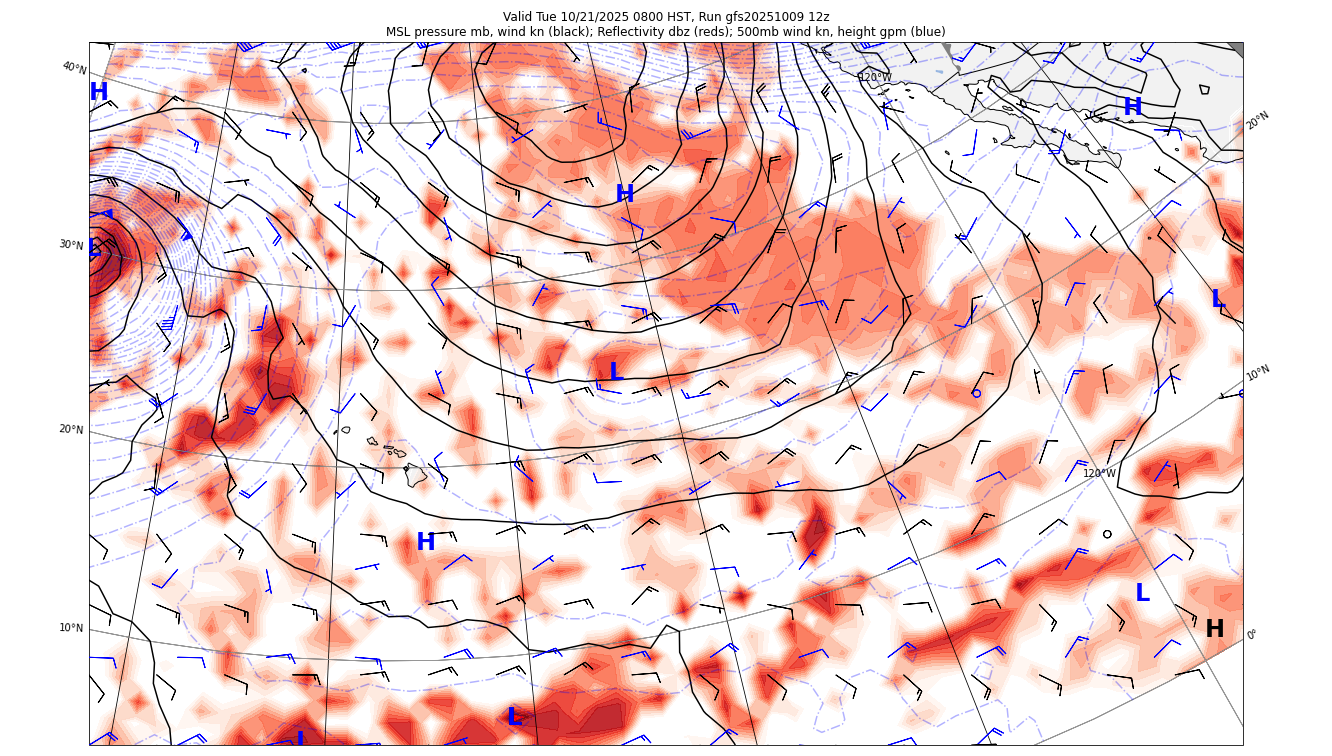 Valid Tue 10/21/2025 0800 HST, Run gfs20251009 12z
MSL pressure mb, wind kn (black); Reflectivity dbz (reds); 500mb wind kn, height gpm (blue)
40°N
120°W
H
H
20°N
H
30°N
L
L
10°N
L
20°N
120°W
H
L
10°N
H
0°
L
L